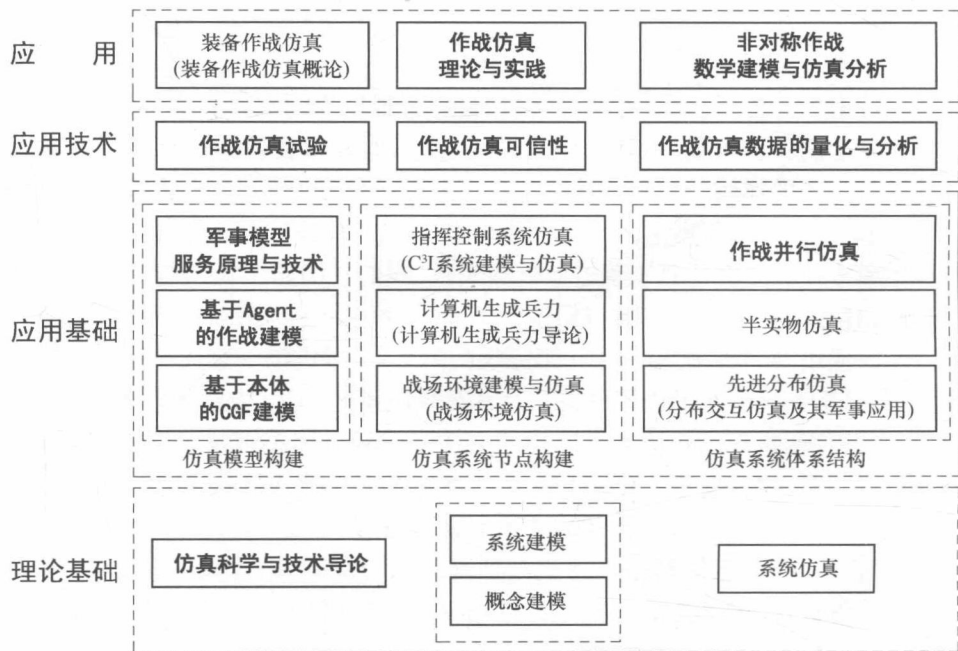 应 用
装备作战仿真
(装备作战仿真概论)
作战仿真
理论与实践
非对称作战
数学建模与仿真分析
应用技术
作战仿真试验
作战仿真可信性
作战仿真数据的量化与分析
应用基础
军事模型
服务原理与技术
基于Agent
的作战建模
基于本体
的CGF建模
仿真模型构建
指挥控制系统仿真
(C³I系统建模与仿真)
计算机生成兵力
(计算机生成兵力导论)
战场环境建模与仿真
(战场环境仿真)
仿真系统节点构建
作战并行仿真
半实物仿真
先进分布仿真
(分布交互仿真及其军事应用)
仿真系统体系结构
理论基础
仿真科学与技术导论
系统建模
概念建模
系统仿真